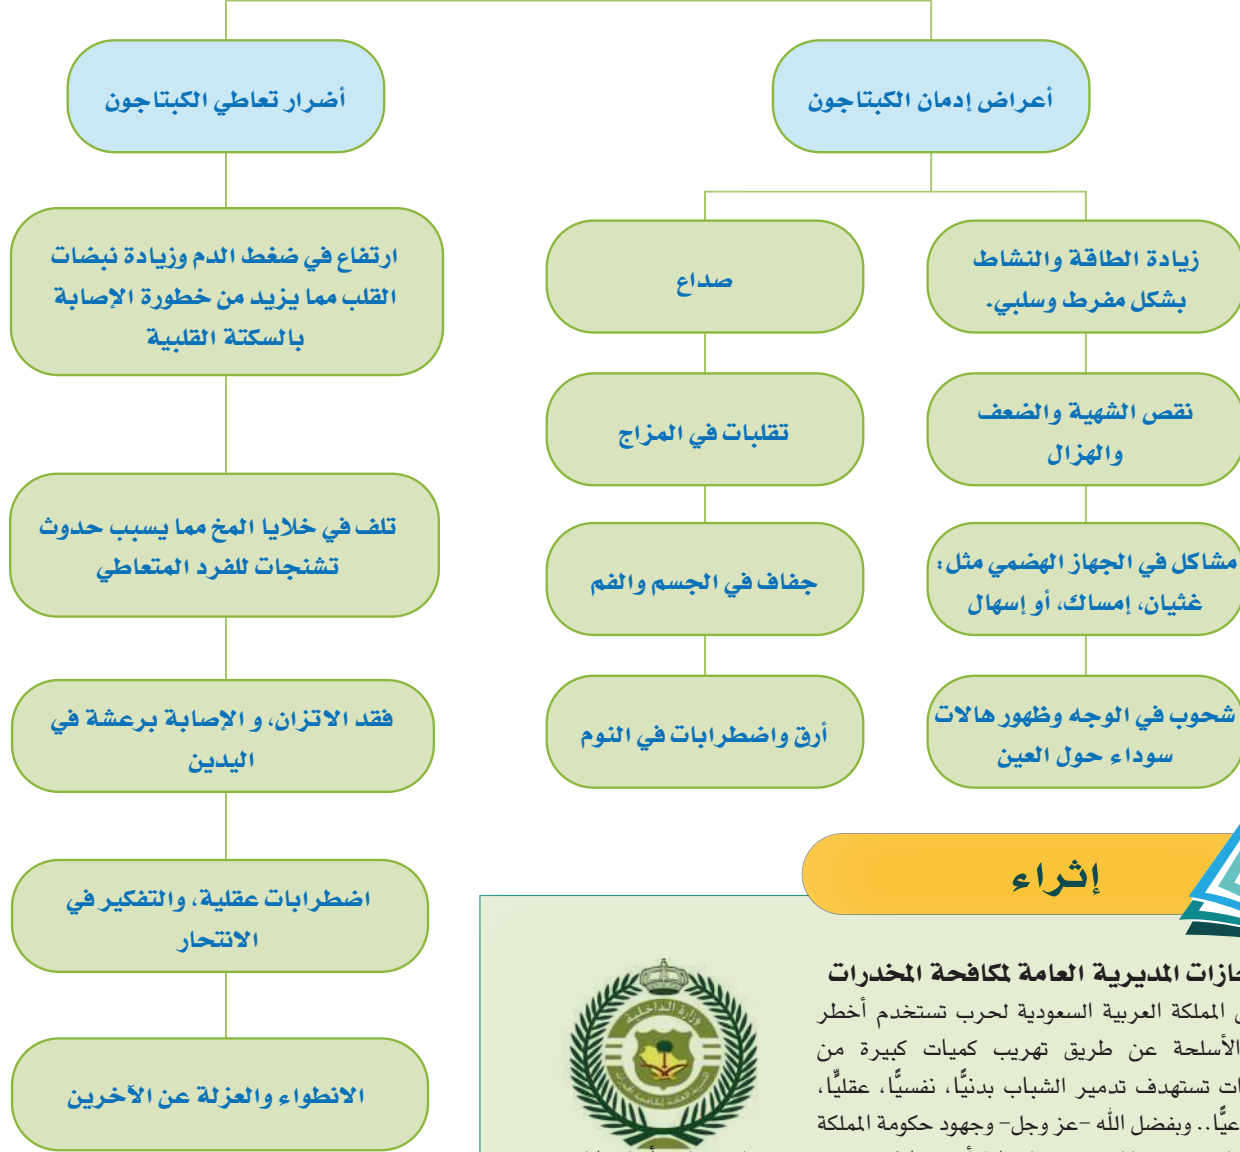 أعراض إدمان الكبتاجون
زيادة الطاقة والنشاط
بشكل مفرط وسلبي.
نقص الشهية والضعف
والهزال
مشاكل في الجهاز الهضمي مثل:
غثيان، إمساك، أو إسهال
شحوب في الوجه وظهور هالات
سوداء حول العين
صداع
تقلبات في المزاج
جفاف في الجسم والفم
أرق واضطرابات في النوم
أضرار تعاطي الكبتاجون
ارتفاع في ضغط الدم وزيادة نبضات
القلب مما يزيد من خطورة الإصابة
بالسكتة القلبية
تلف في خلايا المخ مما يسبب حدوث
تشنجات للفرد المتعاطي
فقد الاتزان، و الإصابة برعشة في
اليدين
اضطرابات عقلية، والتفكير في
الانتحار
الانطواء والعزلة عن الآخرين
إثراء
المديرية العامة لمكافحة المخدرات
المملكة العربية السعودية لحرب تستخدم أخطر
الأسلحة عن طريق تهريب كميات كبيرة من
تستهدف تدمير الشباب بدنيًّا، نفسيًّا، عقليًّا،
وبفضل الله -عز وجل- وجهود حكومة المملكة
وزارة الداخلية
المديرية العامة لمكافحة المخدرات